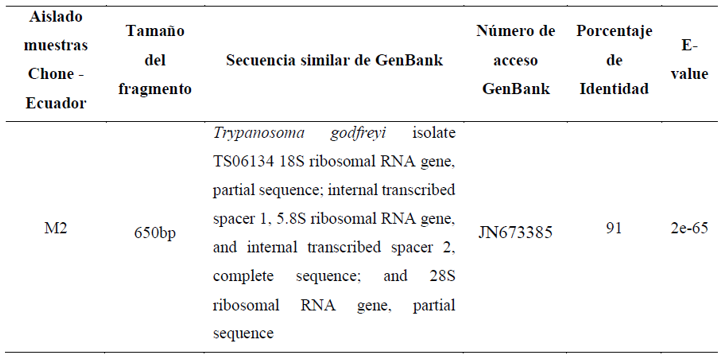 Aislado
muestras
Chone -
Ecuador
Tamaño
del
fragmento
Secuencia similar de GenBank
Número de
acceso
GenBank
Porcentaje
de
Identidad
E-
value
M2
650bp
Trypanosoma godfreyi isolate
TS06134 18S ribosomal RNA gene,
partial sequence; internal transcribed
spacer 1, 5.8S ribosomal RNA gene,
and internal transcribed spacer 2,
complete sequence; and 28S
ribosomal RNA gene, partial
sequence
JN673385
91
2e-65